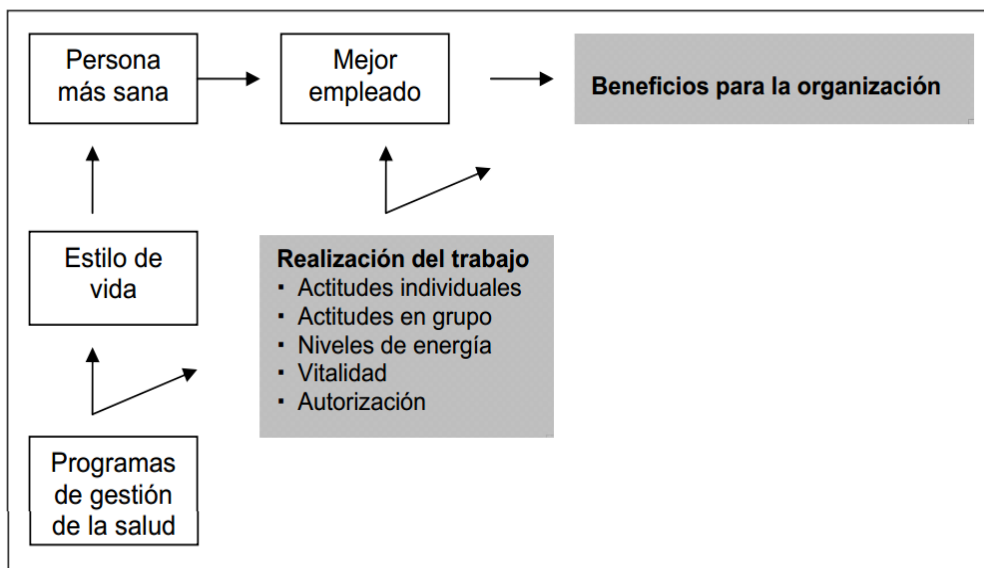 Persona
más sana
Mejor
empleado
Beneficios para la organización
Estilo de
vida
Realización del trabajo
▪ Actitudes individuales
▪ Actitudes en grupo
▪ Niveles de energía
▪ Vitalidad
▪ Autorización
Programas
de gestión
de la salud